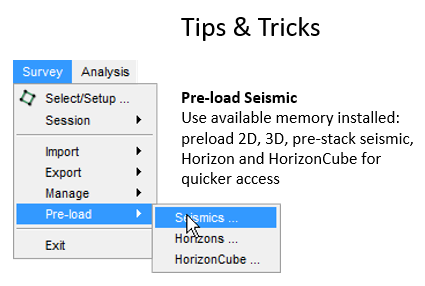 Tips & Tricks
Survey Analysis
Select/Setup ...
Session
Import
Export
Manage
Pre-load
Exit
Seismics ...
Horizons ...
HorizonCube ...
Pre-load Seismic
Use available memory installed:
preload 2D, 3D, pre-stack seismic,
Horizon and HorizonCube for
quicker access